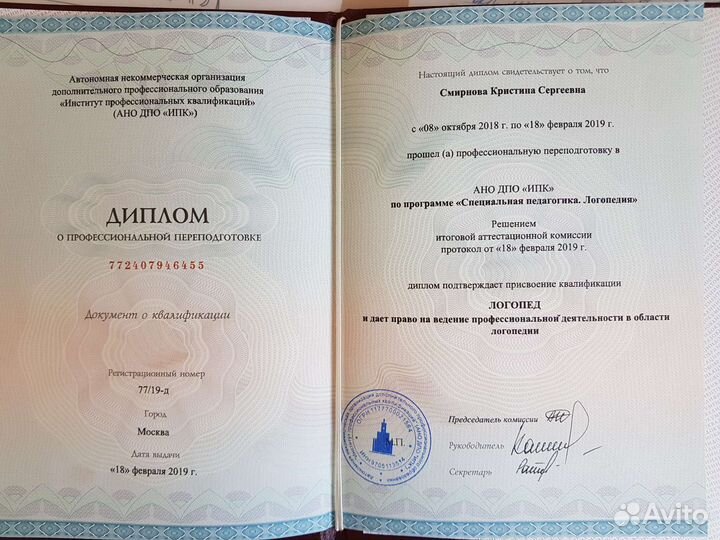 Автономная некоммерческая организация
дополнительного профессионального образования
«Институт профессиональных квалификаций»
(АНО ДПО «ИПК»)
ДИПЛОМ
О ПРОФЕССИОНАЛЬНОЙ ПЕРЕПОДГОТОВКЕ
772407946455
Документ о квалификации
Регистрационный номер
77/19-д
Город
Москва
Дата выдачи
«18» февраля 2019 г.
Настоящий диплом свидетельствует о том, что
Смирнова Кристина Сергеевна
с «08» октября 2018 г. по «18» февраля 2019 г.
прошел (а) профессиональную переподготовку в
АНО ДПО «ИПК»
по программе «Специальная педагогика. Логопедия»
Решением
итоговой аттестационной комиссии
протокол от «18» февраля 2019 г.
диплом подтверждает присвоение квалификации
ЛОГОПЕД
и дает право на ведение профессиональной деятельности в области
логопедии
Председатель комиссии
М.П.
Руководитель
Секретарь
Avito